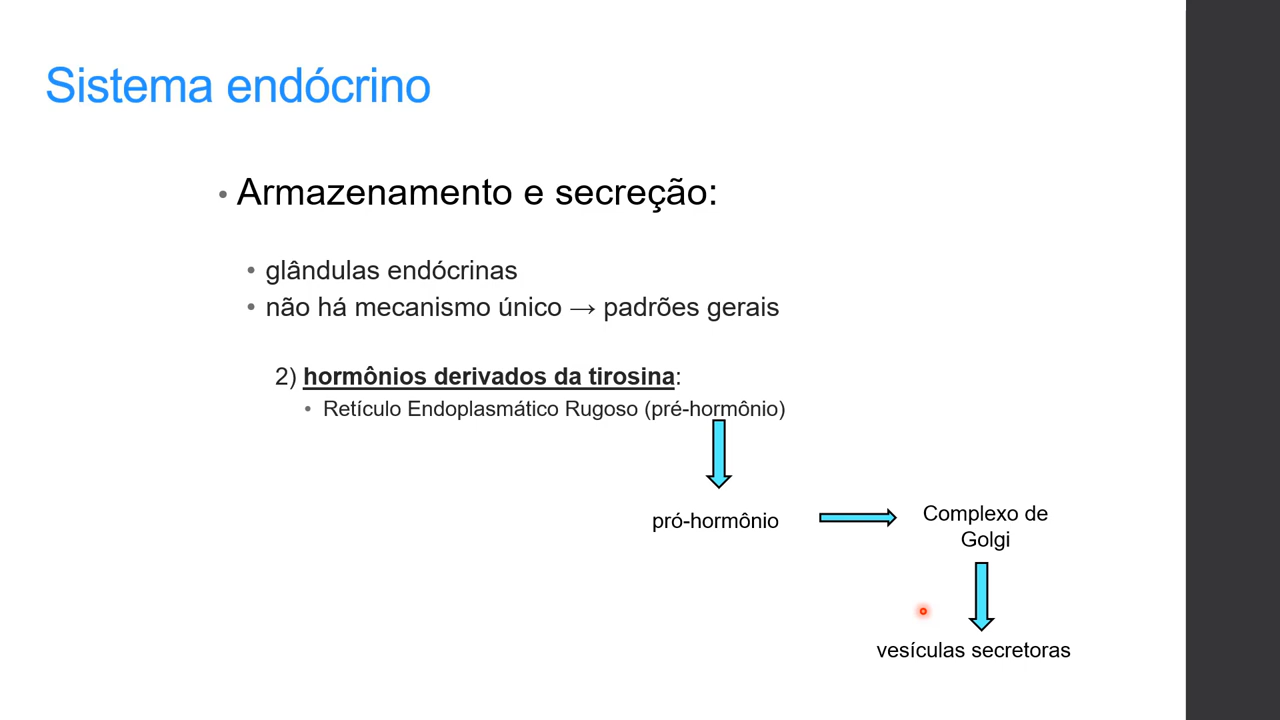 Sistema endócrino
• Armazenamento e secreção:
• glândulas endócrinas
• não há mecanismo único → padrões gerais
2) hormônios derivados da tirosina:
• Retículo Endoplasmático Rugoso (pré-hormônio)
pró-hormônio
Complexo de
Golgi
vesículas secretoras